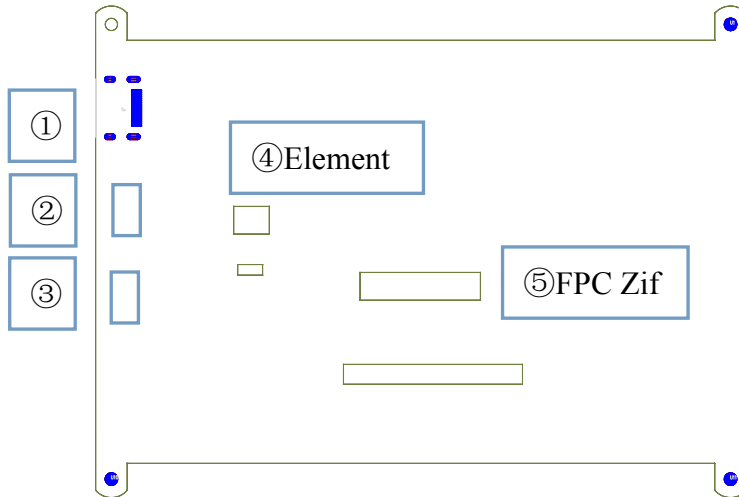 ①
④Element
②
③
⑤FPC Zif